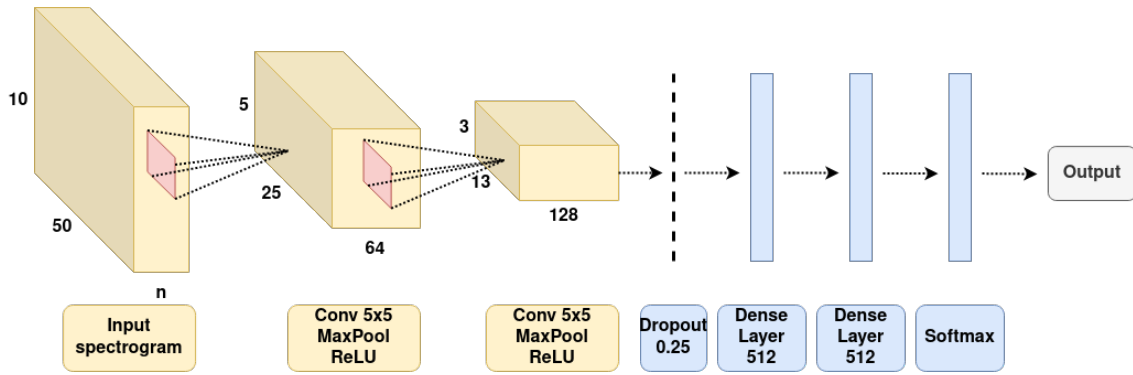 10
50
n
5
25
64
3
13
128
Output
Input
spectrogram
Conv 5x5
MaxPool
ReLU
Conv 5x5
MaxPool
ReLU
Dropout
0.25
Dense
Layer
512
Dense
Layer
512
Softmax